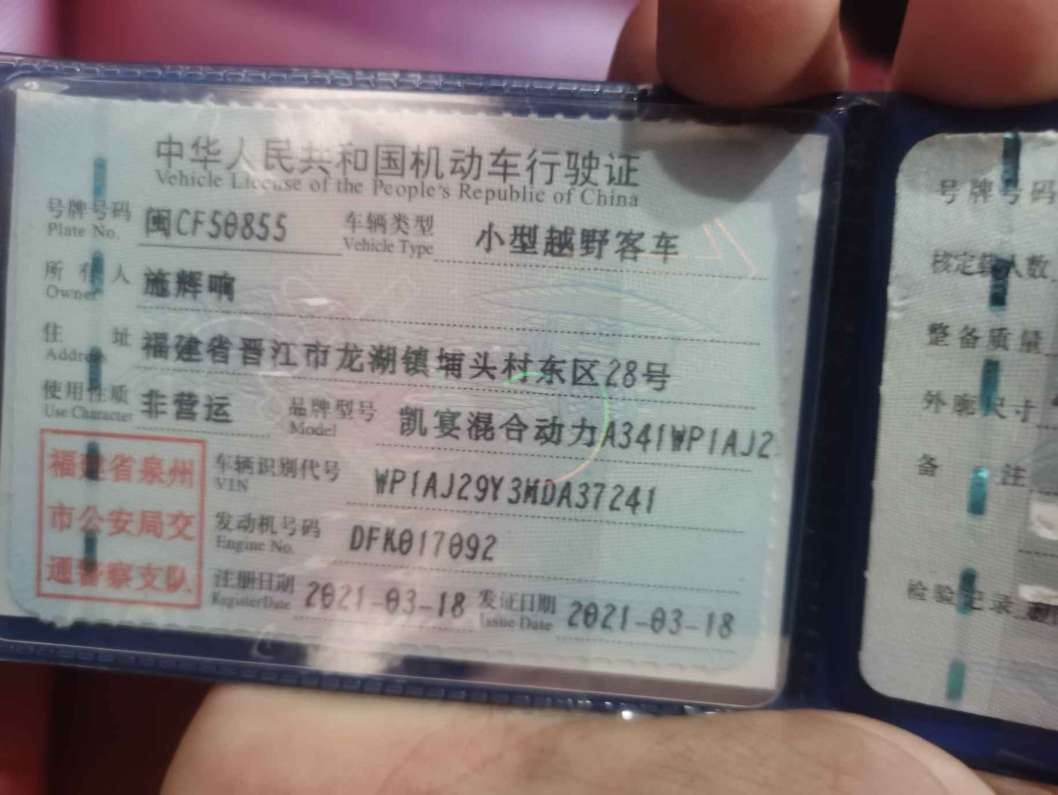 中华人民共和国机动车行驶证
Vehicle License of the People's Republic of China
号牌号码 闽CF50855 车辆类型 小型越野客车
Plate No. Vehicle Type
所有人 施辉响
Owner
住址 福建省晋江市龙湖镇埔头村东区28号
Address
使用性质 非营运 品牌型号 凯宴混合动力A341WP1AJ2
Use Character Model
福建省泉州
市公安局交
通警察支队
车辆识别代号 WP1AJ29Y3MDA37241
VIN
发动机号码 DFK017092
Engine No.
注册日期 2021-03-18 发证日期 2021-03-18
Register Date Issue Date
号牌号码
核定载人数
整备质量
外廓尺寸
备注
检验记录